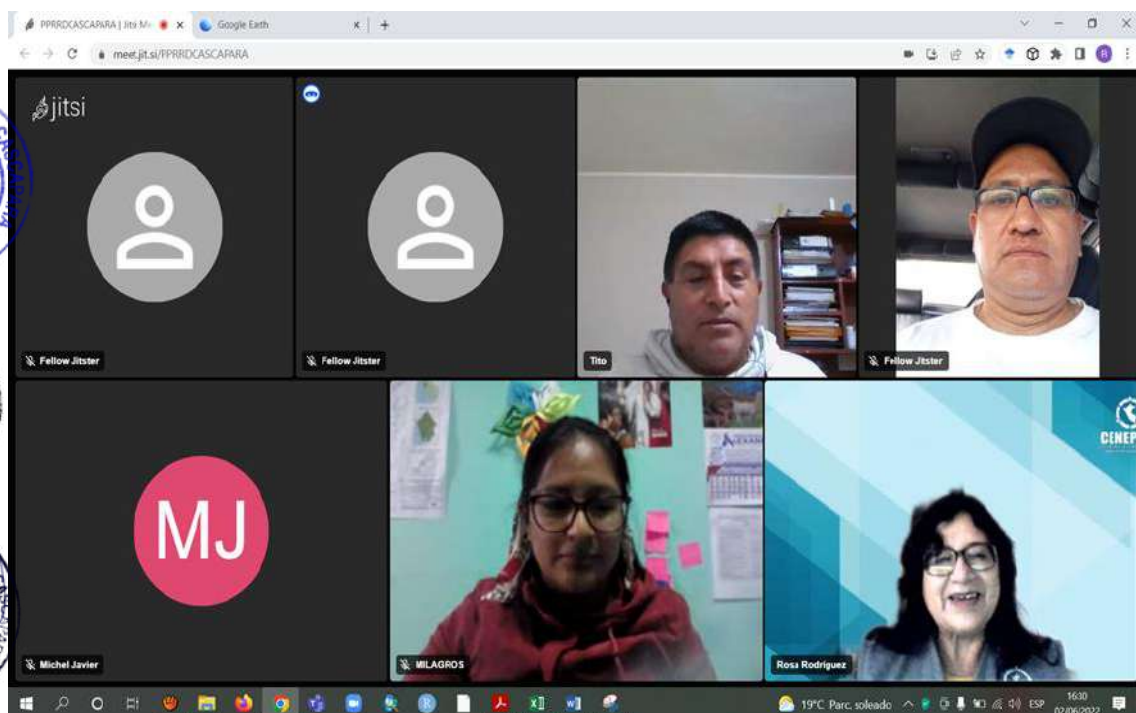 PPRRDCASCAPARA | Jitsi Me
Google Earth
meet.jit.si/PPRRDCASCAPARA
jitsi
Fellow Jitster
Fellow Jitster
Tito
Fellow Jitster
MJ
Michel Javier
MILAGROS
CENEP
Rosa Rodríguez
19°C Parc. soleado
ESP
16:30
02/06/2022